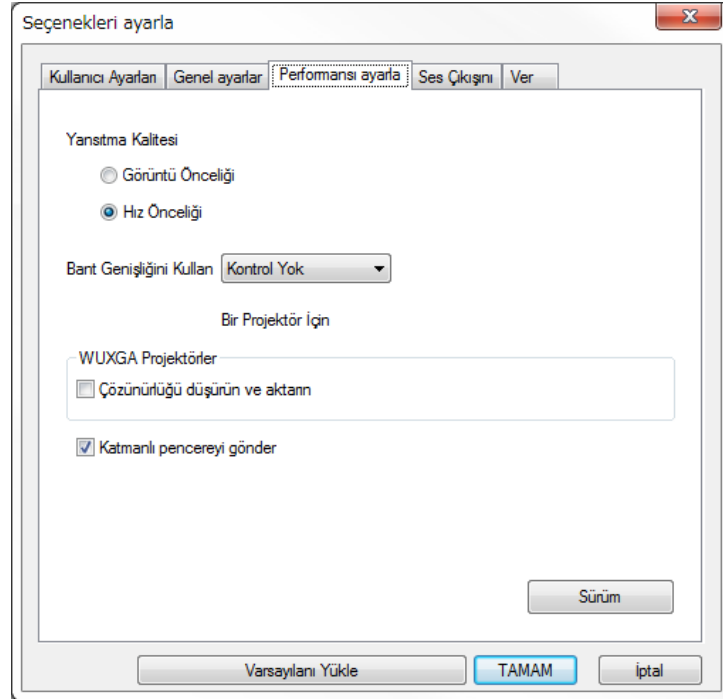 Seçenekleri ayarla
Kullanıcı Ayarları Genel ayarlar Performansı ayarla Ses Çıkışını Ver
Yansıtma Kalitesi
Görüntü Önceliği
Hız Önceliği
Bant Genişliğini Kullan Kontrol Yok
Bir Projektör İçin
WUXGA Projektörler
Çözünürlüğü düşürün ve aktarın
Katmanlı pencereyi gönder
Sürüm
Varsayılanı Yükle TAMAM İptal